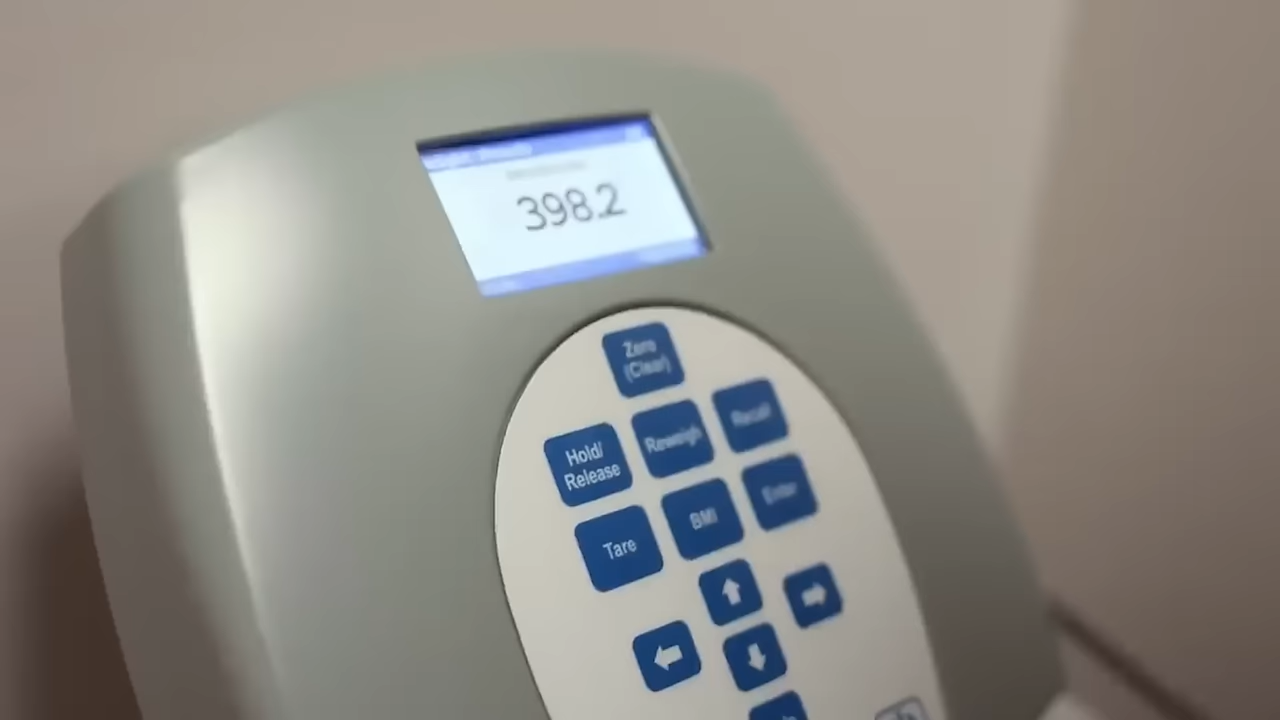 398.2
Zero
(Clear)
Hold/
Release
Reweigh
Recall
Tare
BMI
Enter